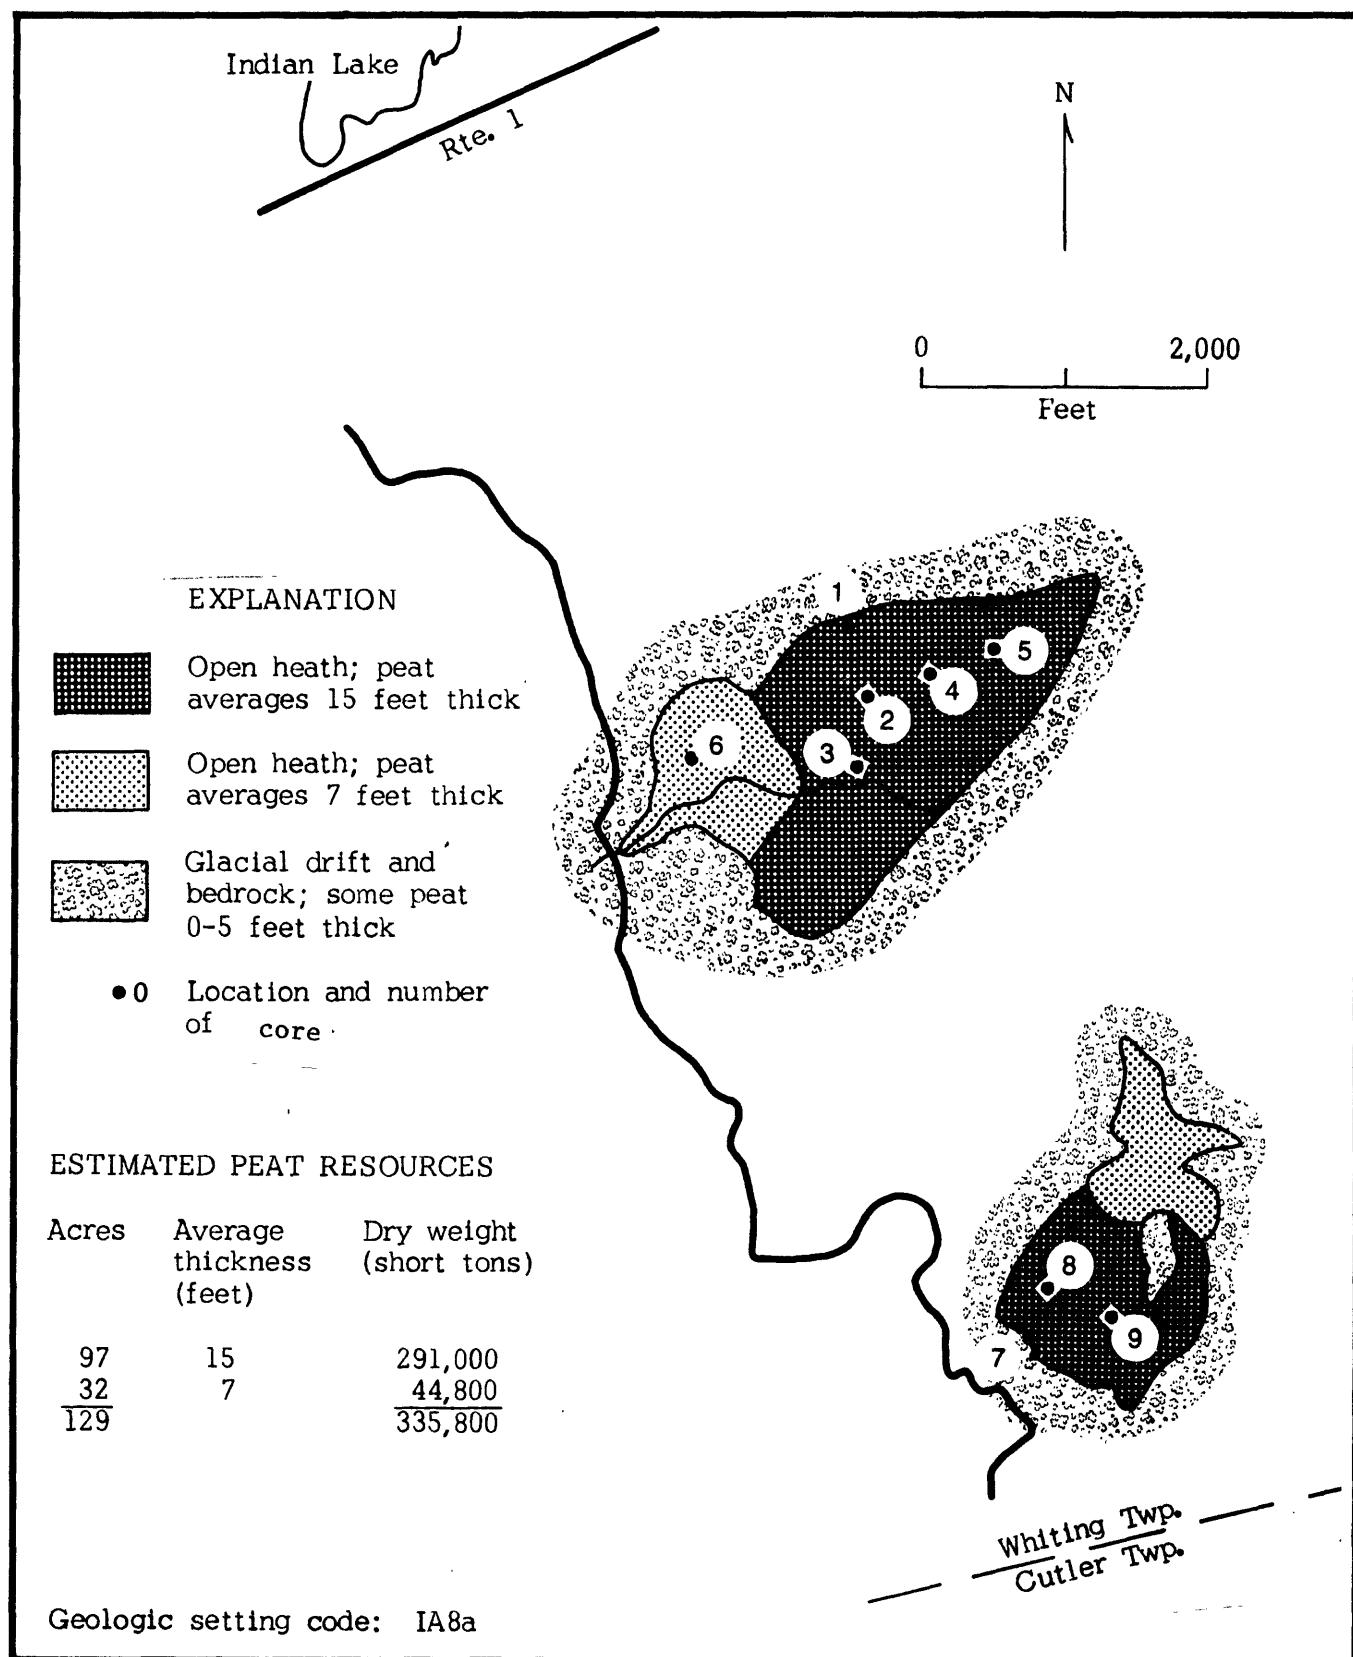 Indian Lake
Rte. 1
N
0 2,000
Feet
1
5
4
2
3
6
EXPLANATION
Open heath; peat
averages 15 feet thick
Open heath; peat
averages 7 feet thick
Glacial drift and
bedrock; some peat
0-5 feet thick
0 Location and number
of core
8
9
7
ESTIMATED PEAT RESOURCES
Acres Average Dry weight
thickness (short tons)
(feet)
97 15 291,000
32 7 44,800
129 335,800
Whiting Twp.
Cutler Twp.
Geologic setting code: IA8a